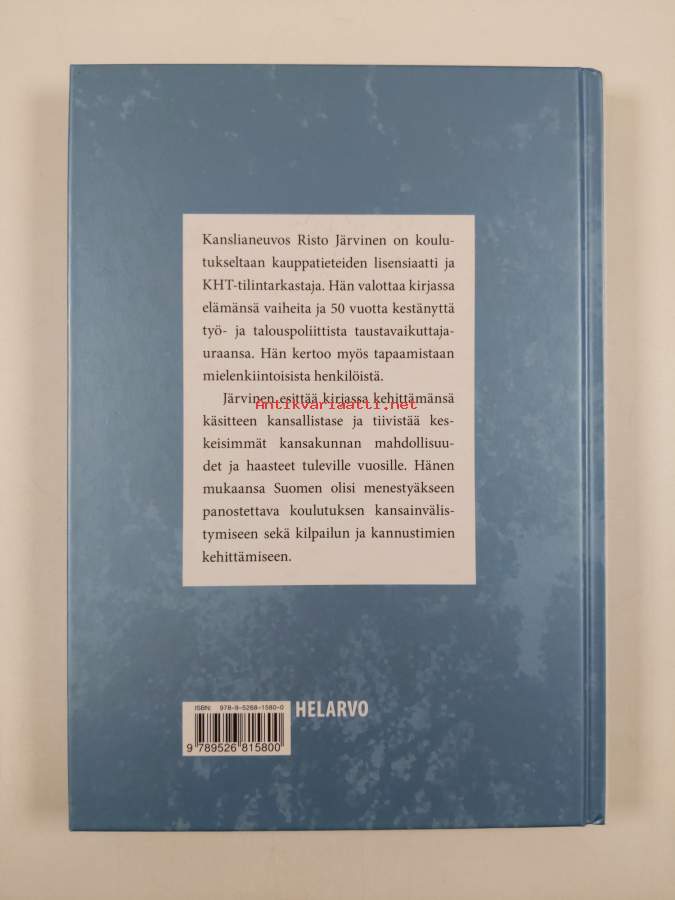 Kanslianeuvos Risto Järvinen on koulu-
tukseltaan kauppatieteiden lisensiaatti ja
KHT-tilintarkastaja. Hän valottaa kirjassa
elämänsä vaiheita ja 50 vuotta kestänyttä
työ- ja talouspoliittista taustavaikuttaja-
uraansa. Hän kertoo myös tapaamistaan
mielenkiintoisista henkilöistä.
Järvinen esittää kirjassa kehittämänsä
Antikvariaatti.net
käsitteen kansallistase ja tiivistää kes-
keisimmät kansakunnan mahdollisuu-
det ja haasteet tuleville vuosille. Hänen
mukaansa Suomen olisi menestyäkseen
panostettava koulutuksen kansainvälis-
tymiseen sekä kilpailun ja kannustimien
kehittämiseen.
ISBN: 978-9-5268-1580-0
HELARVO
9 789526 815800